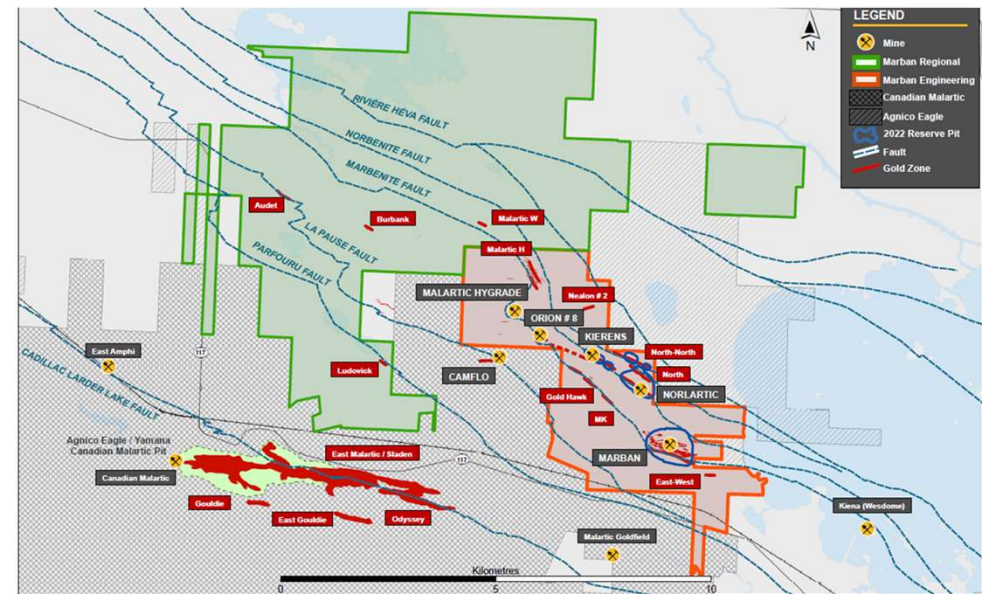 LEGEND
Mine
Marban Regional
Marban Engineering
Canadian Malartic
Agnico Eagle
2022 Reserve Pit
Fault
Gold Zone
N
RIVIÈRE HÉVA FAULT
NORBENITE FAULT
MARBENITE FAULT
LA PAUSE FAULT
PARFOURU FAULT
CADILLAC LARDER LAKE FAULT
Audet
Burbank
Malartic W
Malartic H
MALARTIC HYGRADE
Nealon # 2
ORION # 8
KIERENS
North-North
North
NORLARTIC
117
East Amphi
Ludovick
CAMFLO
Gold Hawk
MK
MARBAN
East-West
Agnico Eagle / Yamana
Canadian Malartic Pit
Canadian Malartic
East Malartic / Sladen
117
Gouldie
East Gouldie
Odyssey
Kiena (Wesdome)
Malartic Goldfield
Kilometres
0
5
10